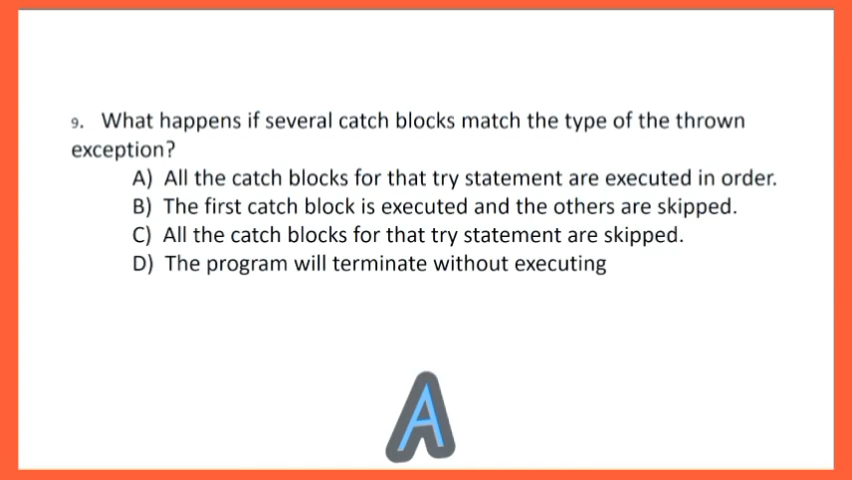 9. What happens if several catch blocks match the type of the thrown
exception?
A) All the catch blocks for that try statement are executed in order.
B) The first catch block is executed and the others are skipped.
C) All the catch blocks for that try statement are skipped.
D) The program will terminate without executing
A